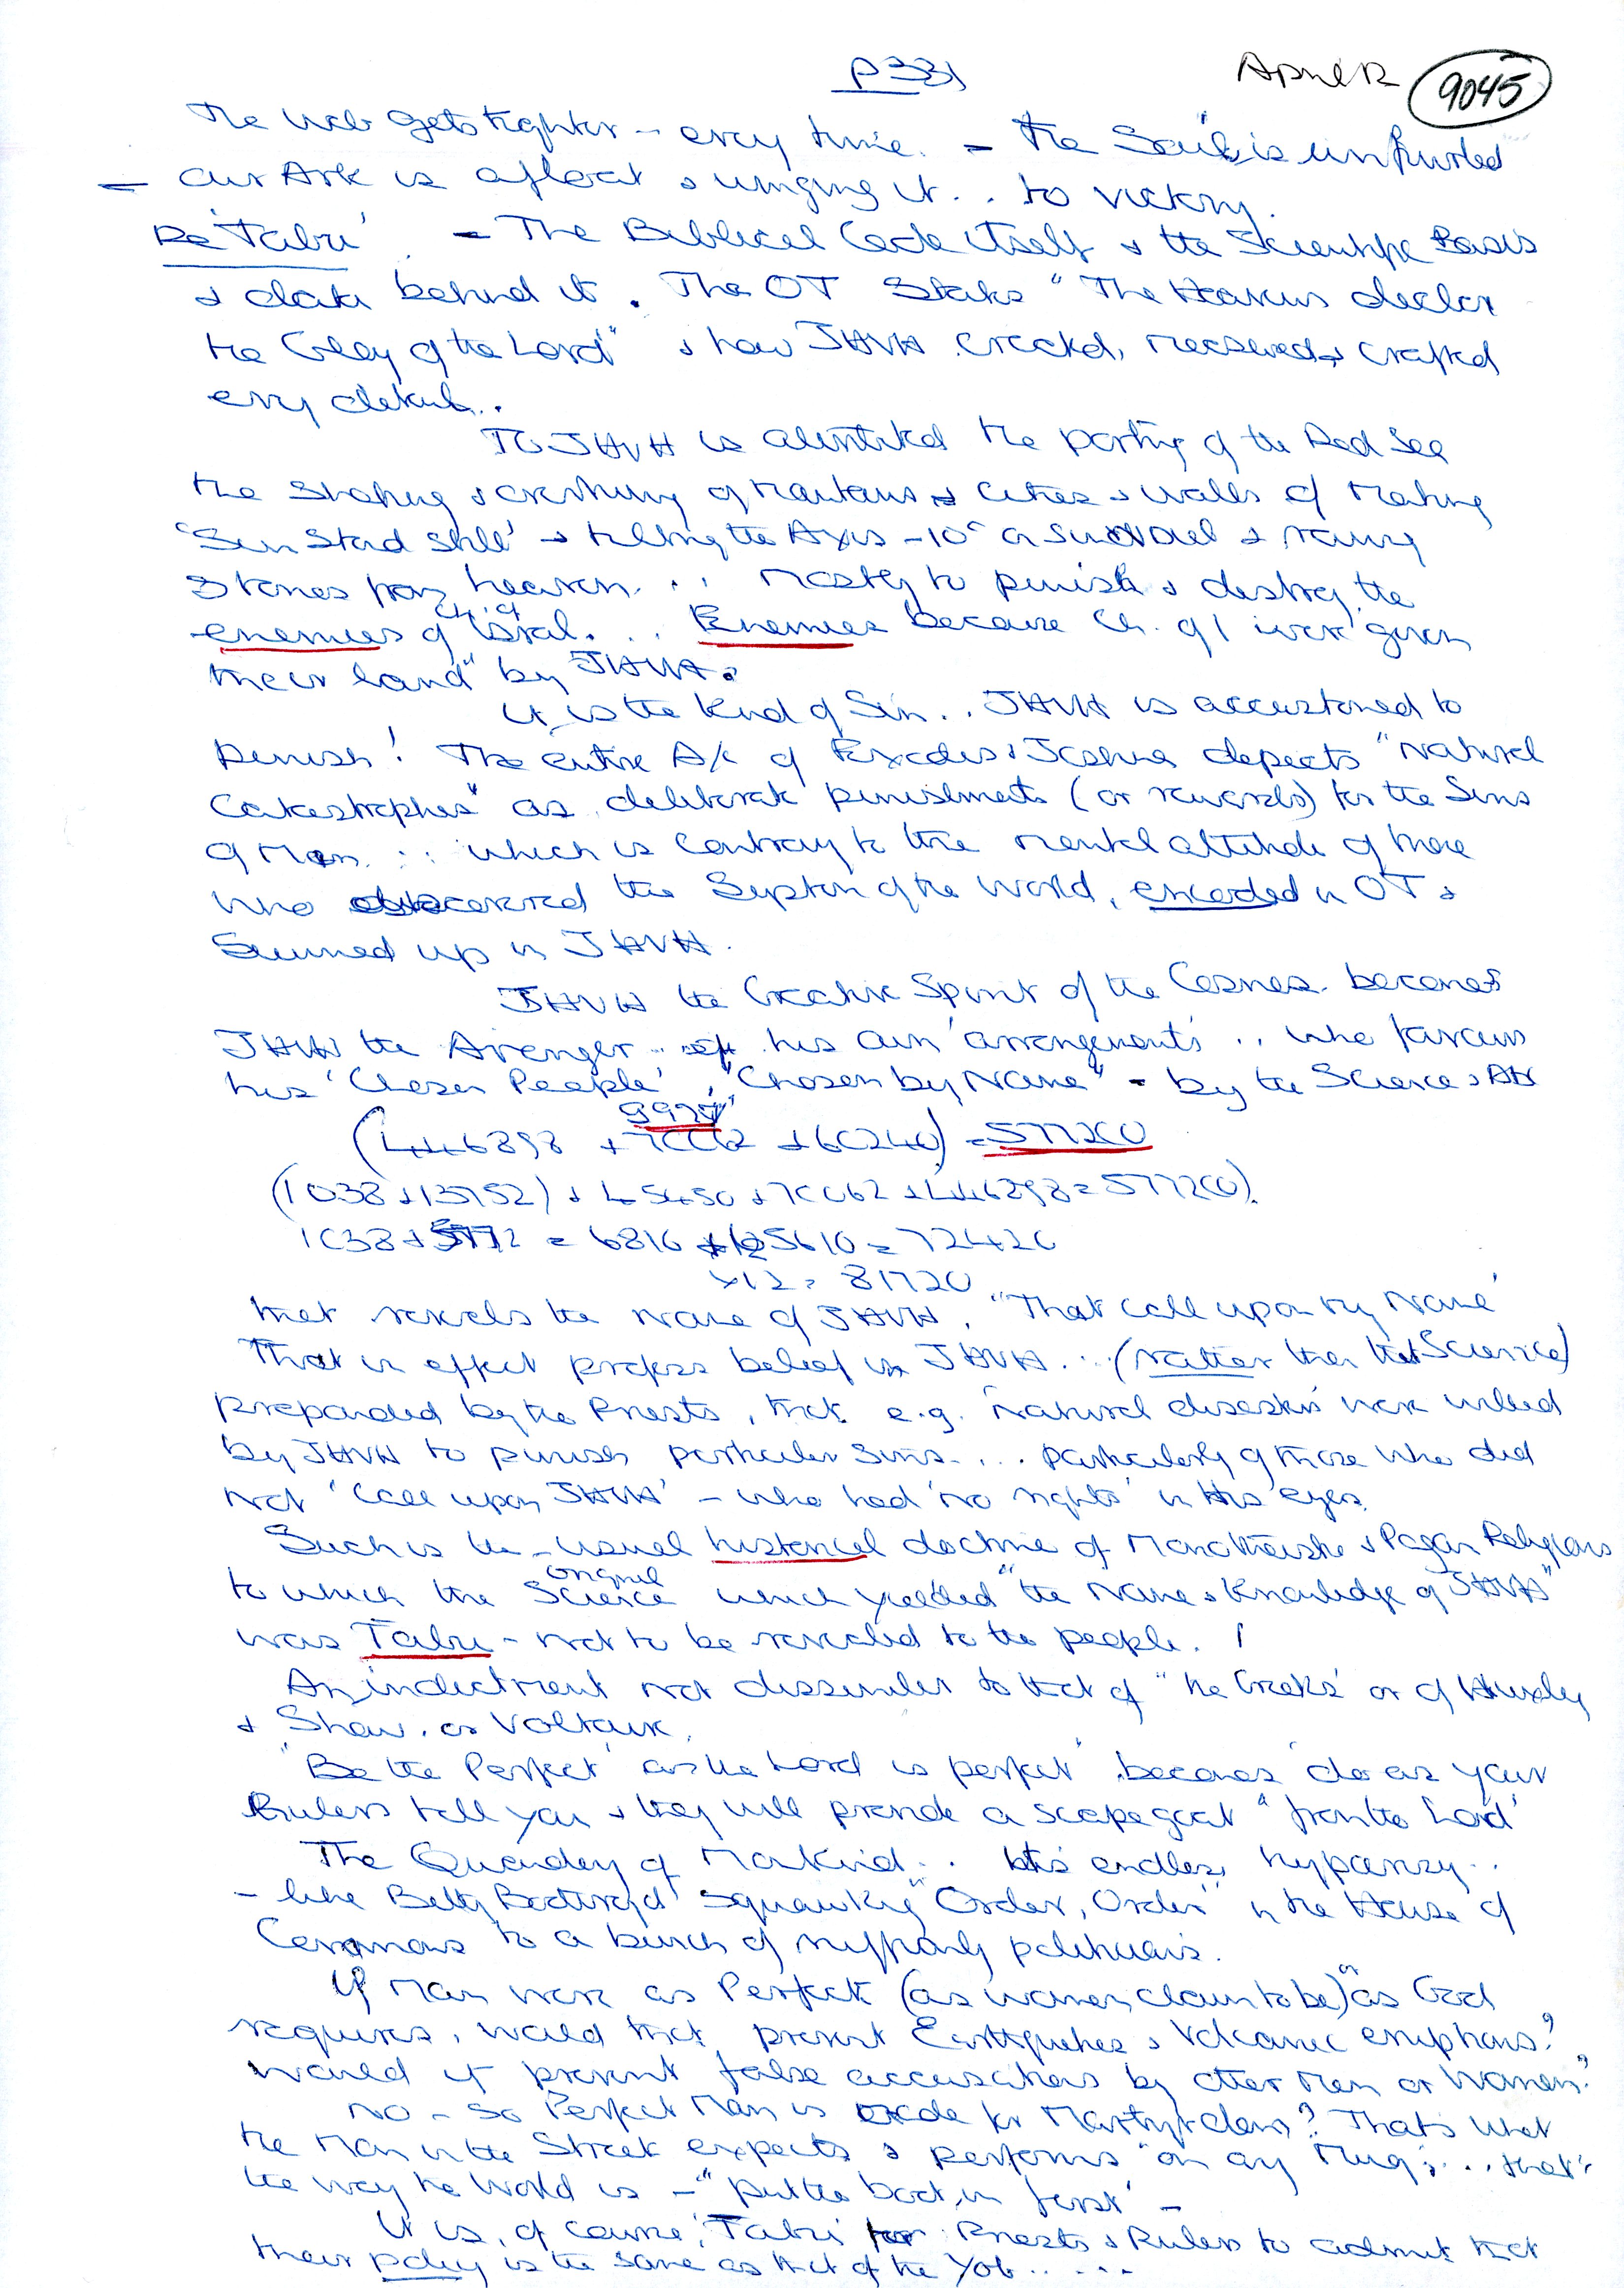 p331 April 12 9045
The Web gets tighter - every time. - The Sail is unfurled
- our Ark is afloat & winging it .. to victory.
Re 'Tabu' - The Biblical Code itself & the Scientific Basis
& data behind it. The OT States "The Heavens declare
the Glory of the Lord" & how JHVH created, measured & crafted
every detail..
To JHVH is attributed the parting of the Red Sea
the shaking & crushing of Mountains & cities & walls of making
'Sun Stand still' & tilting the Axis -10° a sundial & raining
Stones from heaven... mostly to punish & destroy the
enemies of Ch. of Israel. .. Enemies because Ch. of I were "given
their land" by JHVH.
It is the kind of Sin.. JHVH is accustomed to
punish! The entire A/c of Exodus & Joshua depicts "Natural
Catastrophes" as deliberate punishments (or rewards) for the Sins
of Man. .. which is contrary to the mental attitude of those
who discovered the System of the World, encoded in OT &
Summed up in JHVH.
JHVH the Creative Spirit of the Cosmos becomes
JHVH the Avenger .. of his own 'arrangements' .. who favours
his 'Chosen People', "Chosen by Name" - by the Science & Art
9927
(446898 + 70062 + 60240) = 577200
(1038 + 13752) + 45450 + 70062 + 446898 = 577200).
1038 + 5772 = 6816 + 65610 = 72426
x12 = 81720
that reveals the name of JHVH. "That call upon my Name'
That in effect profess belief in JHVH... (rather than the Science)
propounded by the Priests, that e.g. 'natural disasters' were willed
by JHVH to punish particular sins... particularly of those who did
not 'call upon JHVH' - who had 'no rights' in His eyes.
Such is the usual historical doctrine of Monotheistic & Pagan Religions
to which the original Science which yielded "the Name & Knowledge of JHVH"
was Tabu - not to be revealed to the people. !
An indictment not dissimilar to that of "the Greeks' or of Huxley
& Shaw, or Voltaire.
'Be the Perfect' as the Lord is perfect' becomes 'do as your
Rulers tell you & they will provide a scapegoat "from the Lord'
The Quandary of Mankind.. his endless hypocrisy..
- like Betty Boothroyd squawking "Order, Order" in the House of
Commons to a bunch of ruffianly politicians.
If Man were as Perfect (as women claim to be) as God
requires, would that prevent Earthquakes & Volcanic eruptions?
Would it prevent false accusations by other Men or Women?
No - So Perfect Man is made for Martyrdom? That's what
the Man in the Street expects & performs "on any Mug"; ... that's
the way the World is - "put the boot in first' -
It is, of course, 'Tabu' for Priests & Rulers to admit that
their policy is the same as that of the Yob.....